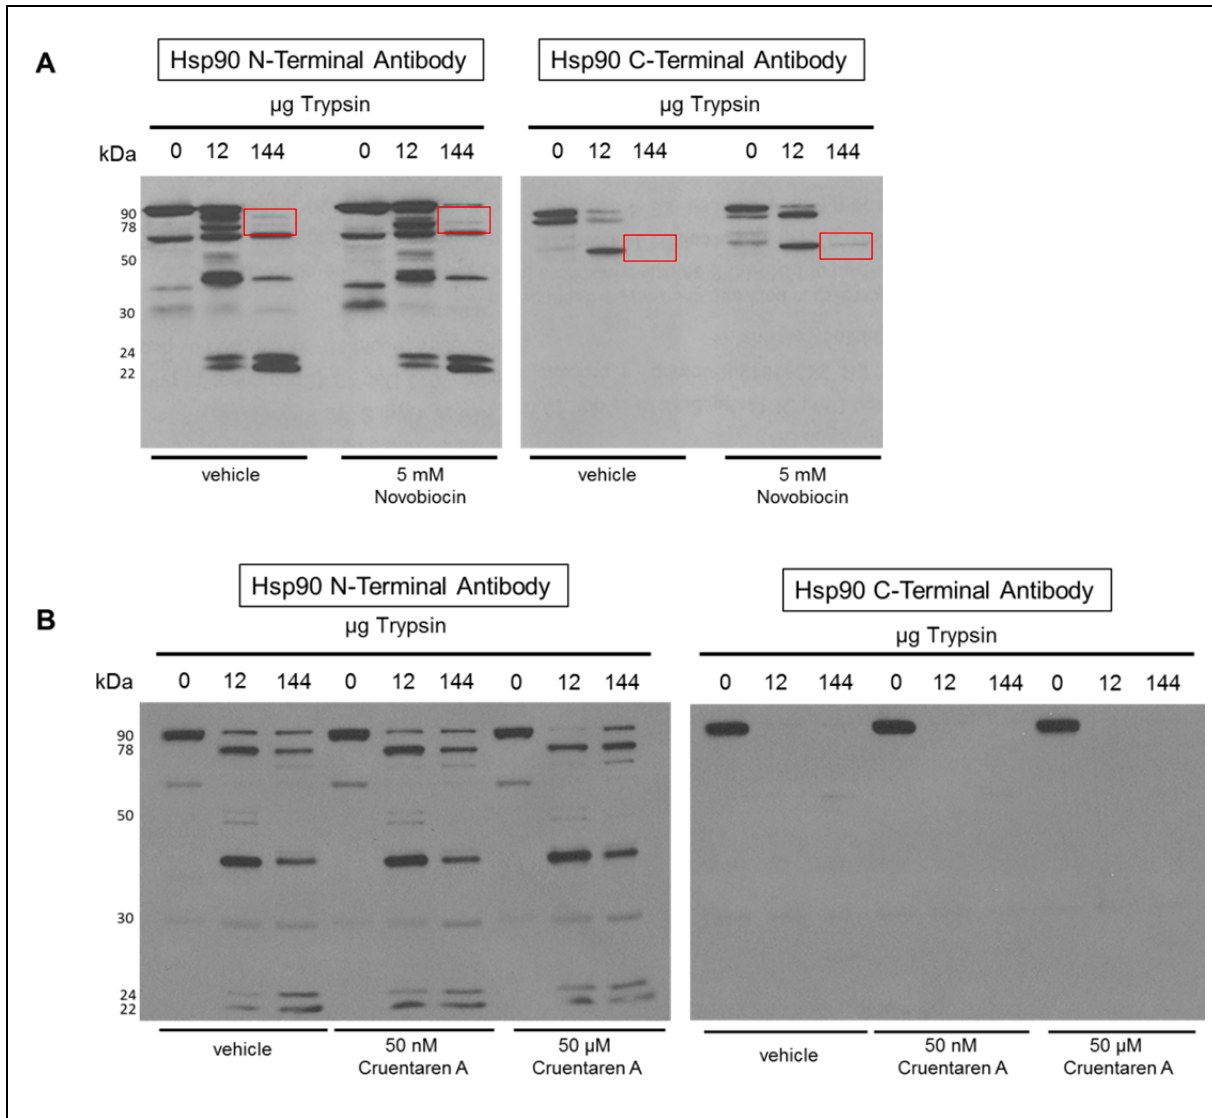 A
Hsp90 N-Terminal Antibody
Hsp90 C-Terminal Antibody
µg Trypsin
µg Trypsin
kDa
0 12 144 0 12 144
0 12 144 0 12 144
90
78
50
30
24
22
vehicle
5 mM
Novobiocin
vehicle
5 mM
Novobiocin
B
Hsp90 N-Terminal Antibody
Hsp90 C-Terminal Antibody
µg Trypsin
µg Trypsin
kDa
0 12 144 0 12 144 0 12 144
0 12 144 0 12 144 0 12 144
90
78
50
30
24
22
vehicle
50 nM
Cruentaren A
50 µM
Cruentaren A
vehicle
50 nM
Cruentaren A
50 µM
Cruentaren A